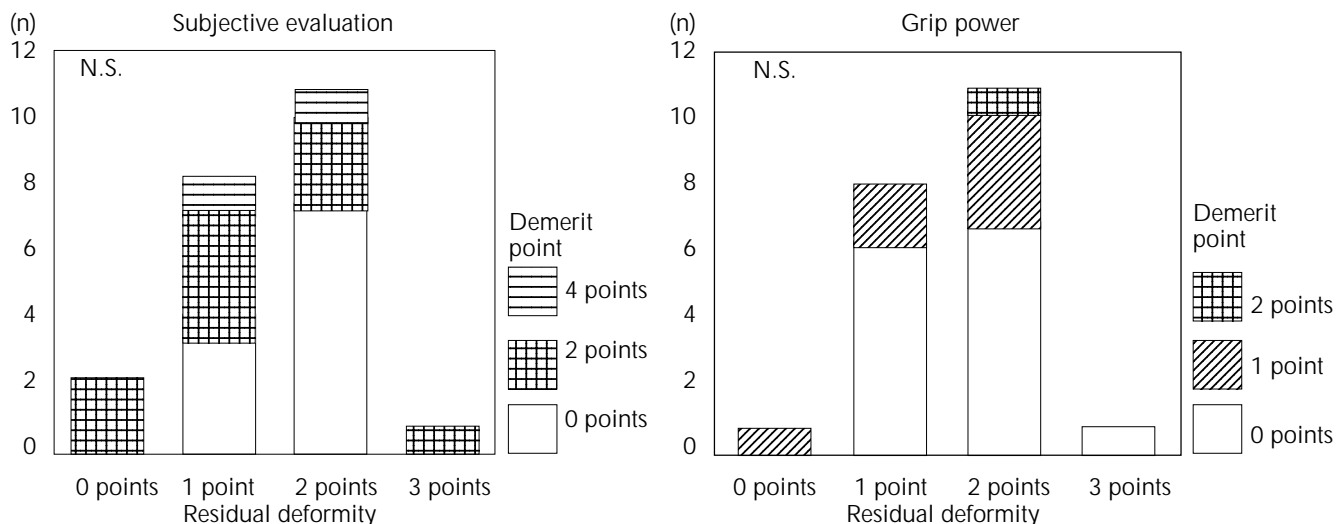 (n)
Subjective evaluation
12
N.S.
10
8
6
4
2
0
Demerit
point
4 points
2 points
0 points
0 points
1 point
2 points
3 points
Residual deformity
(n)
Grip power
12
N.S.
10
8
6
4
2
0
Demerit
point
2 points
1 point
0 points
0 points
1 point
2 points
3 points
Residual deformity